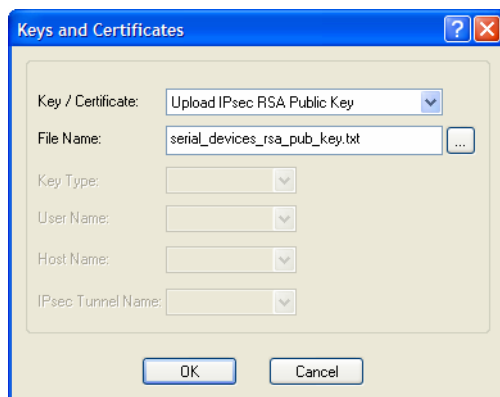 Keys and Certificates
Key / Certificate: Upload IPsec RSA Public Key
File Name: serial_devices_rsa_pub_key.txt ...
Key Type:
User Name:
Host Name:
IPsec Tunnel Name:
OK Cancel